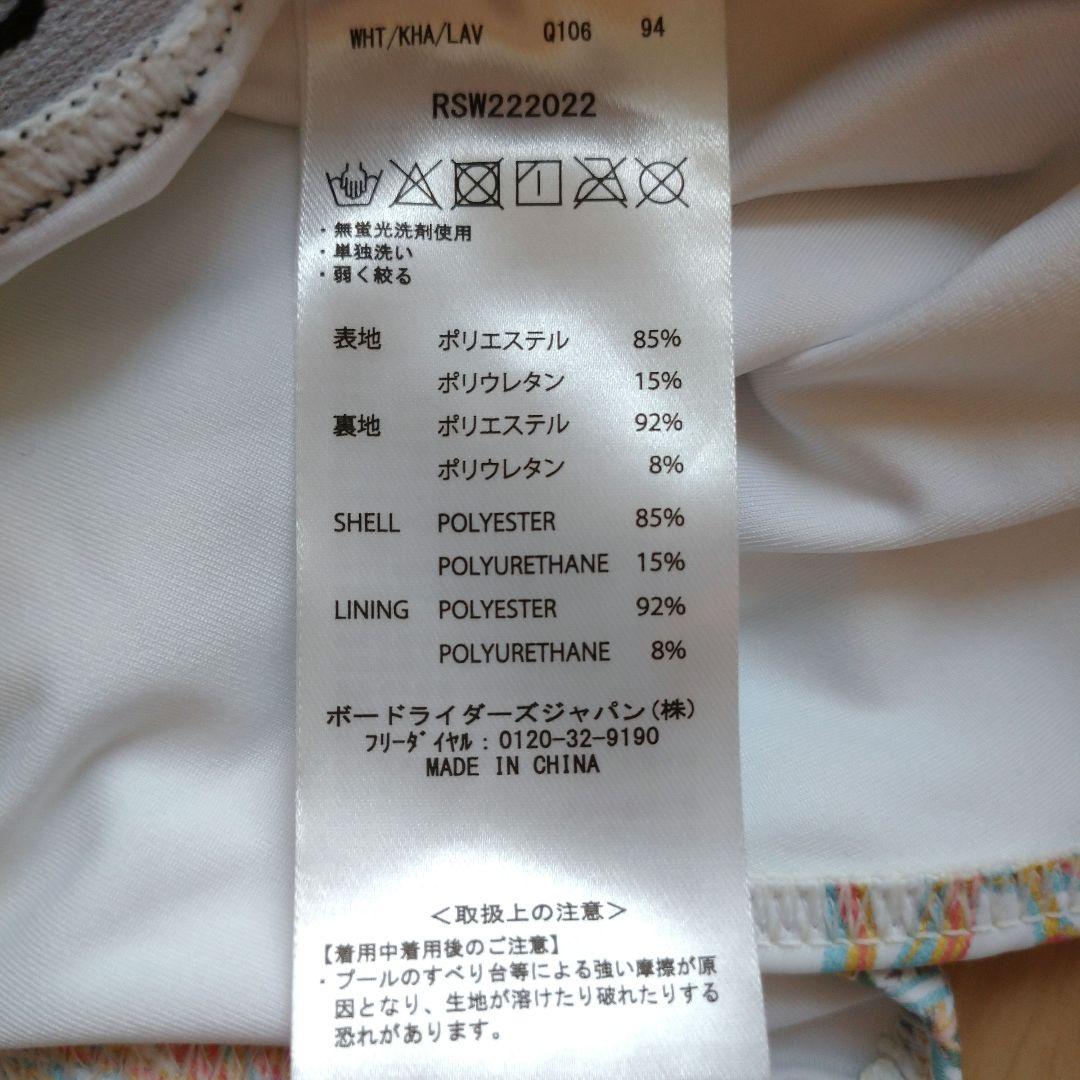 WHT/KHA/LAV Q106 94
RSW222022
・無蛍光洗剤使用
・単独洗い
・弱く絞る
表地 ポリエステル 85%
ポリウレタン 15%
裏地 ポリエステル 92%
ポリウレタン 8%
SHELL POLYESTER 85%
POLYURETHANE 15%
LINING POLYESTER 92%
POLYURETHANE 8%
ボードライダーズジャパン(株)
ﾌﾘｰﾀﾞｲﾔﾙ:0120-32-9190
MADE IN CHINA
<取扱上の注意>
【着用中着用後のご注意】
・プールのすべり台等による強い摩擦が原
因となり、生地が溶けたり破れたりする
恐れがあります。